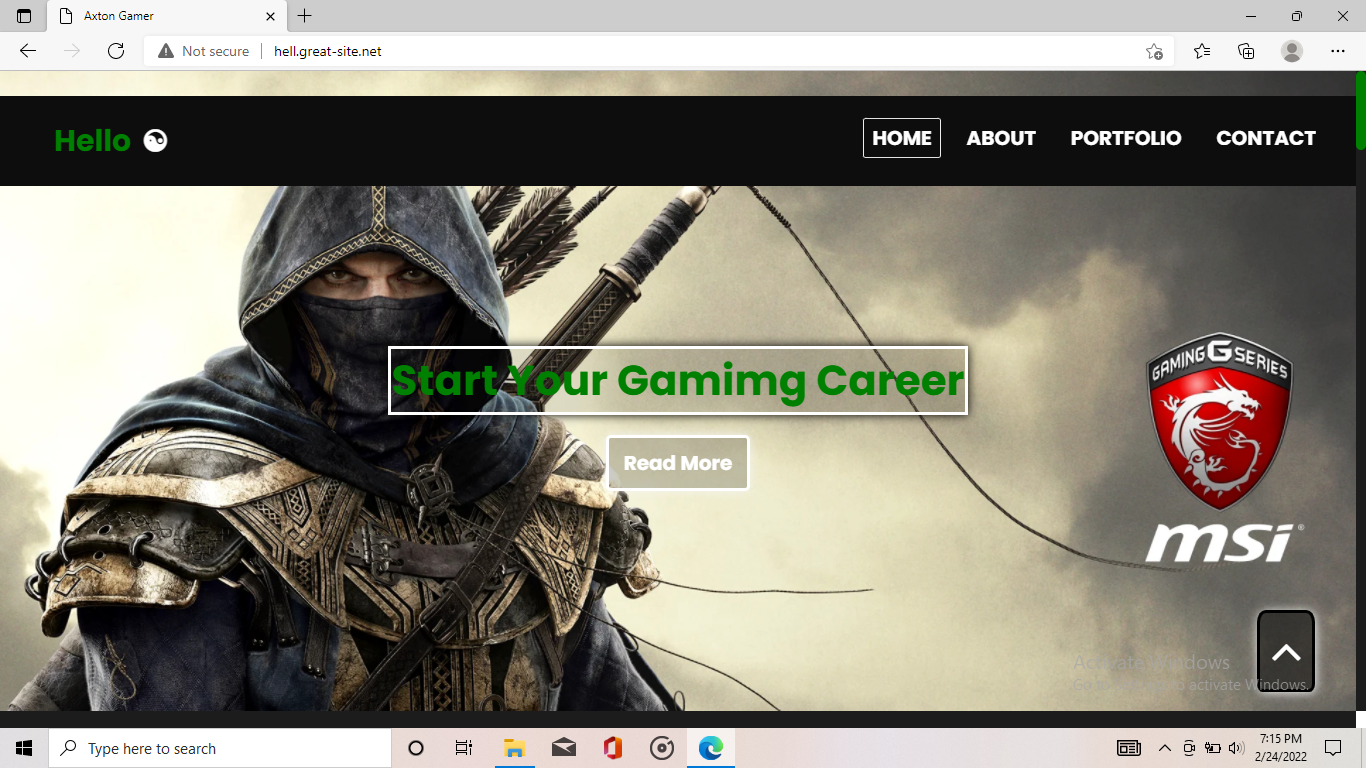 Axton Gamer
Not secure
hell.great-site.net
Hello
HOME ABOUT PORTFOLIO CONTACT
Start Your Gamimg Career
Read More
GAMING G SERIES
msi®
Activate Windows
Go to Settings to activate Windows.
Type here to search
7:15 PM
2/24/2022